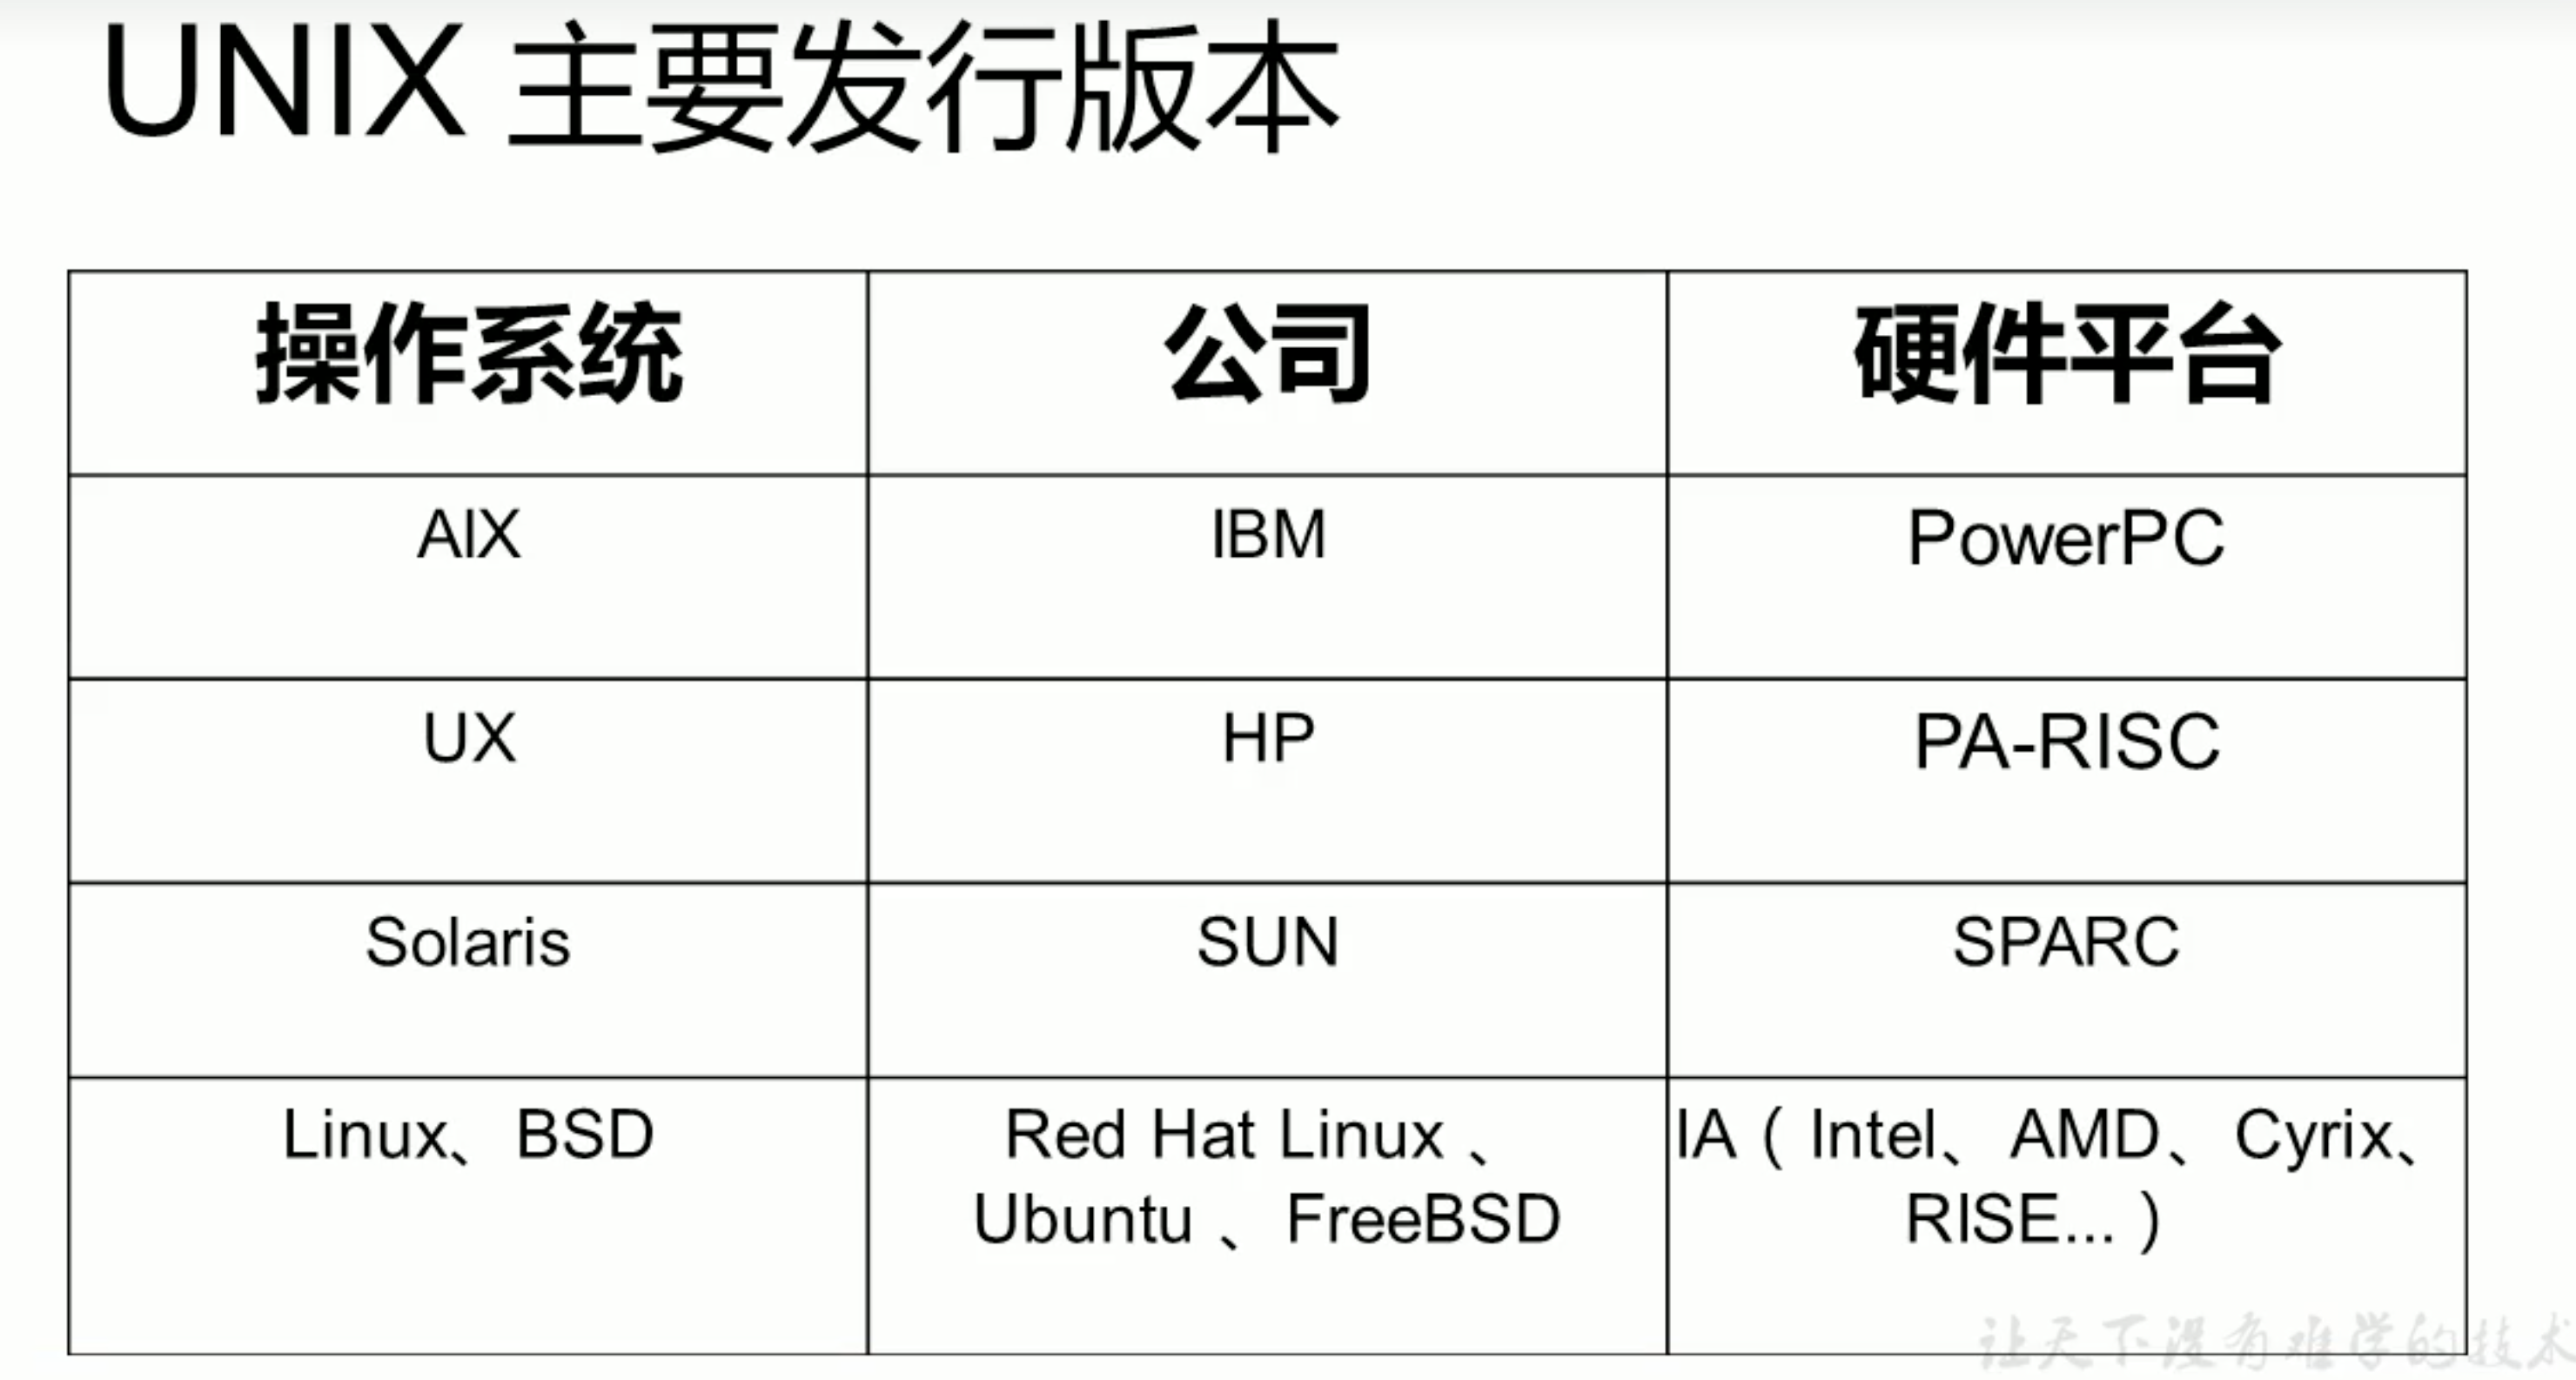 UNIX 主要发行版本
操作系统 公司 硬件平台
AIX IBM PowerPC
UX HP PA-RISC
Solaris SUN SPARC
Linux、BSD Red Hat Linux 、 IA（Intel、AMD、Cyrix、
Ubuntu 、FreeBSD RISE...）
让天下没有难学的技术